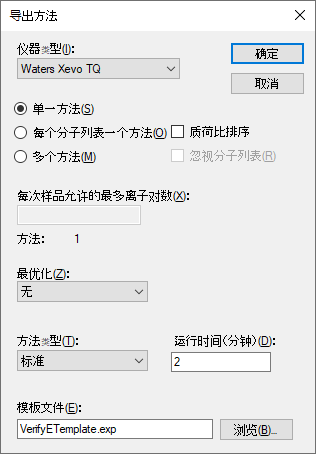 导出方法
仪器类型(I):
Waters Xevo TQ
确定
取消
单一方法(S)
每个分子列表一个方法(O)
质荷比排序
多个方法(M)
忽视分子列表(R)
每次样品允许的最多离子对数(X):
方法: 1
最优化(Z):
无
方法类型(T):
运行时间(分钟)(D):
标准
2
模板文件(E):
VerifyETemplate.exp
浏览(B)...